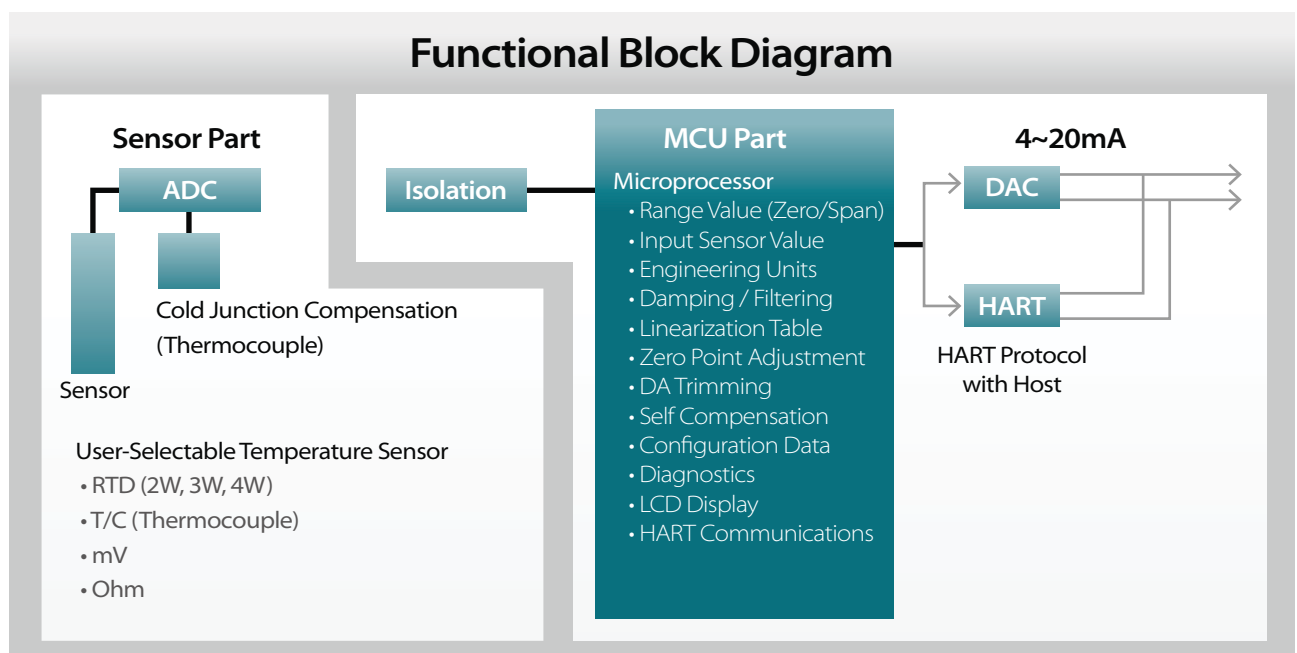 Functional Block Diagram
Sensor Part
ADC
Cold Junction Compensation
(Thermocouple)
Sensor
User-Selectable Temperature Sensor
• RTD (2W, 3W, 4W)
• T/C (Thermocouple)
• mV
• Ohm
Isolation
MCU Part
Microprocessor
• Range Value (Zero/Span)
• Input Sensor Value
• Engineering Units
• Damping / Filtering
• Linearization Table
• Zero Point Adjustment
• DA Trimming
• Self Compensation
• Configuration Data
• Diagnostics
• LCD Display
• HART Communications
4~20mA
DAC
HART
HART Protocol
with Host